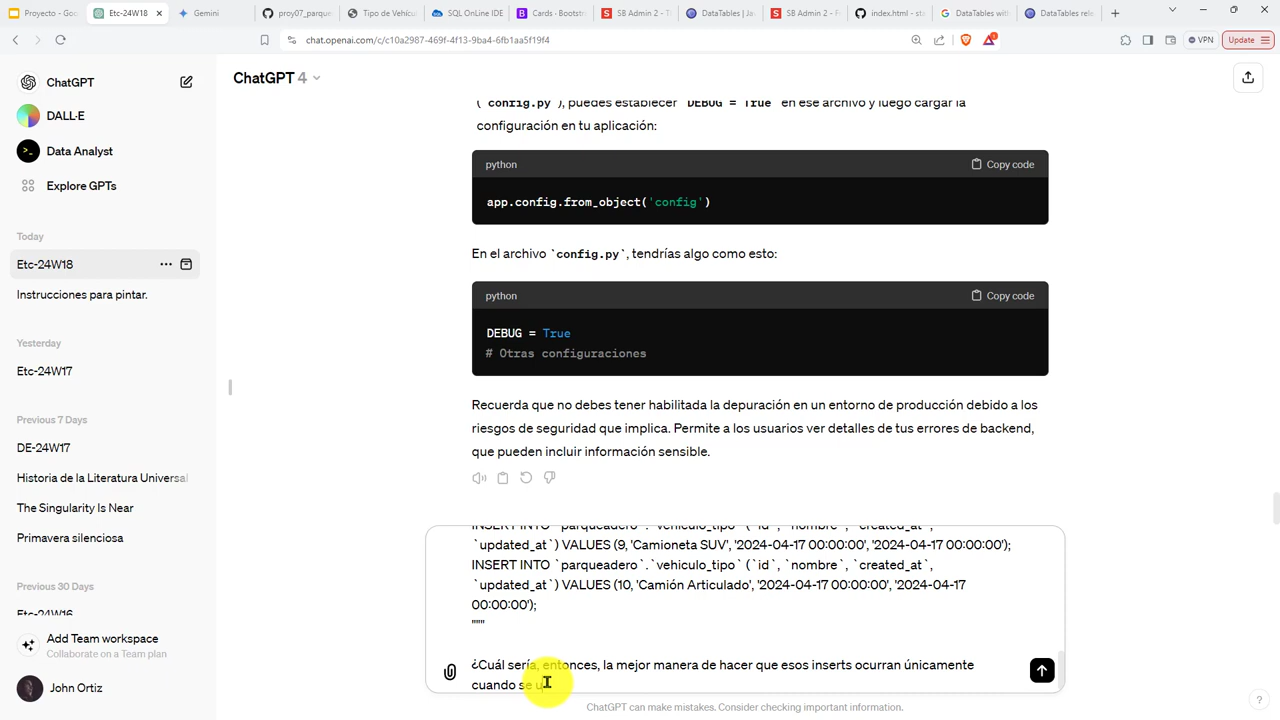 Proyecto - Goo
Etc-24W18
Gemini
proy07_parque
Tipo de Vehícu
SQL OnLine IDE
Cards · Bootstr
SB Admin 2 - T
DataTables | Ja
SB Admin 2 - F
index.html - sta
DataTables with
DataTables rele
chat.openai.com/c/c10a2987-469f-4f13-9ba4-6fb1aa5f19f4
VPN
Update
ChatGPT
DALL·E
Data Analyst
Explore GPTs
Today
Etc-24W18
Instrucciones para pintar.
Yesterday
Etc-24W17
Previous 7 Days
DE-24W17
Historia de la Literatura Universal
The Singularity Is Near
Primavera silenciosa
Previous 30 Days
Etc-24W16
Add Team workspace
Collaborate on a Team plan
John Ortiz
ChatGPT 4
(`config.py`), puedes establecer `DEBUG = True` en ese archivo y luego cargar la
configuración en tu aplicación:
python
Copy code
app.config.from_object('config')
En el archivo `config.py`, tendrías algo como esto:
python
Copy code
DEBUG = True
# Otras configuraciones
Recuerda que no debes tener habilitada la depuración en un entorno de producción debido a los
riesgos de seguridad que implica. Permite a los usuarios ver detalles de tus errores de backend,
que pueden incluir información sensible.
INSERT INTO `parqueadero`.`vehiculo_tipo` (`id`, `nombre`, `created_at`,
`updated_at`) VALUES (9, 'Camioneta SUV', '2024-04-17 00:00:00', '2024-04-17 00:00:00');
INSERT INTO `parqueadero`.`vehiculo_tipo` (`id`, `nombre`, `created_at`,
`updated_at`) VALUES (10, 'Camión Articulado', '2024-04-17 00:00:00', '2024-04-17
00:00:00');
"""
¿Cuál sería, entonces, la mejor manera de hacer que esos inserts ocurran únicamente
cuando se u
ChatGPT can make mistakes. Consider checking important information.
?